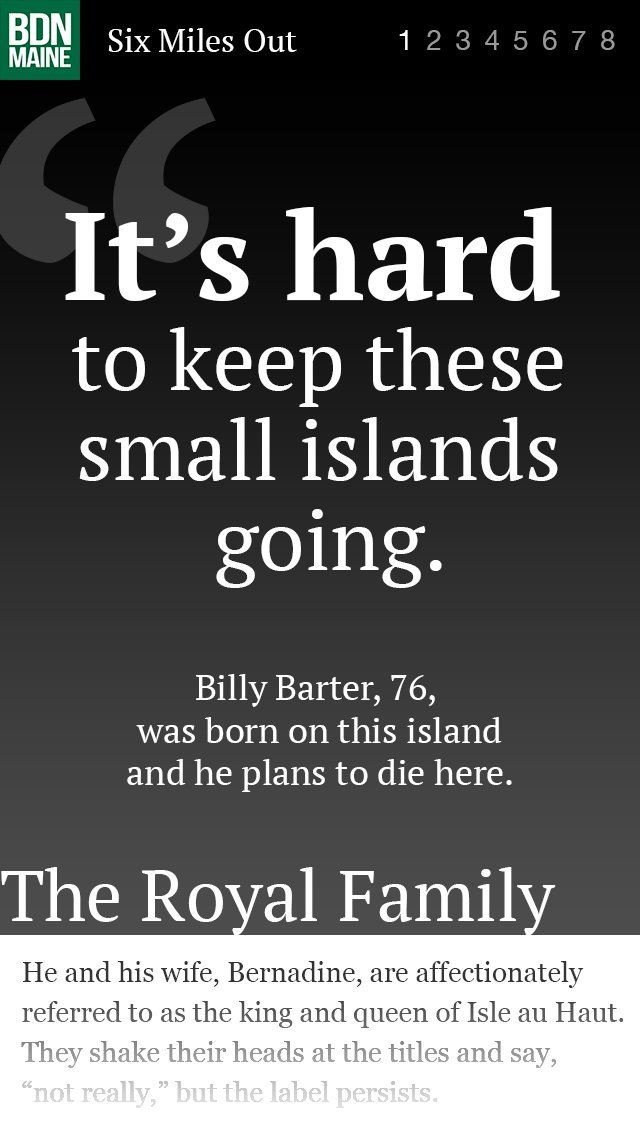 BDN
MAINE
Six Miles Out
1 2 3 4 5 6 7 8
“
It’s hard
to keep these
small islands
going.
Billy Barter, 76,
was born on this island
and he plans to die here.
The Royal Family
He and his wife, Bernadine, are affectionately
referred to as the king and queen of Isle au Haut.
They shake their heads at the titles and say,
“not really,” but the label persists.